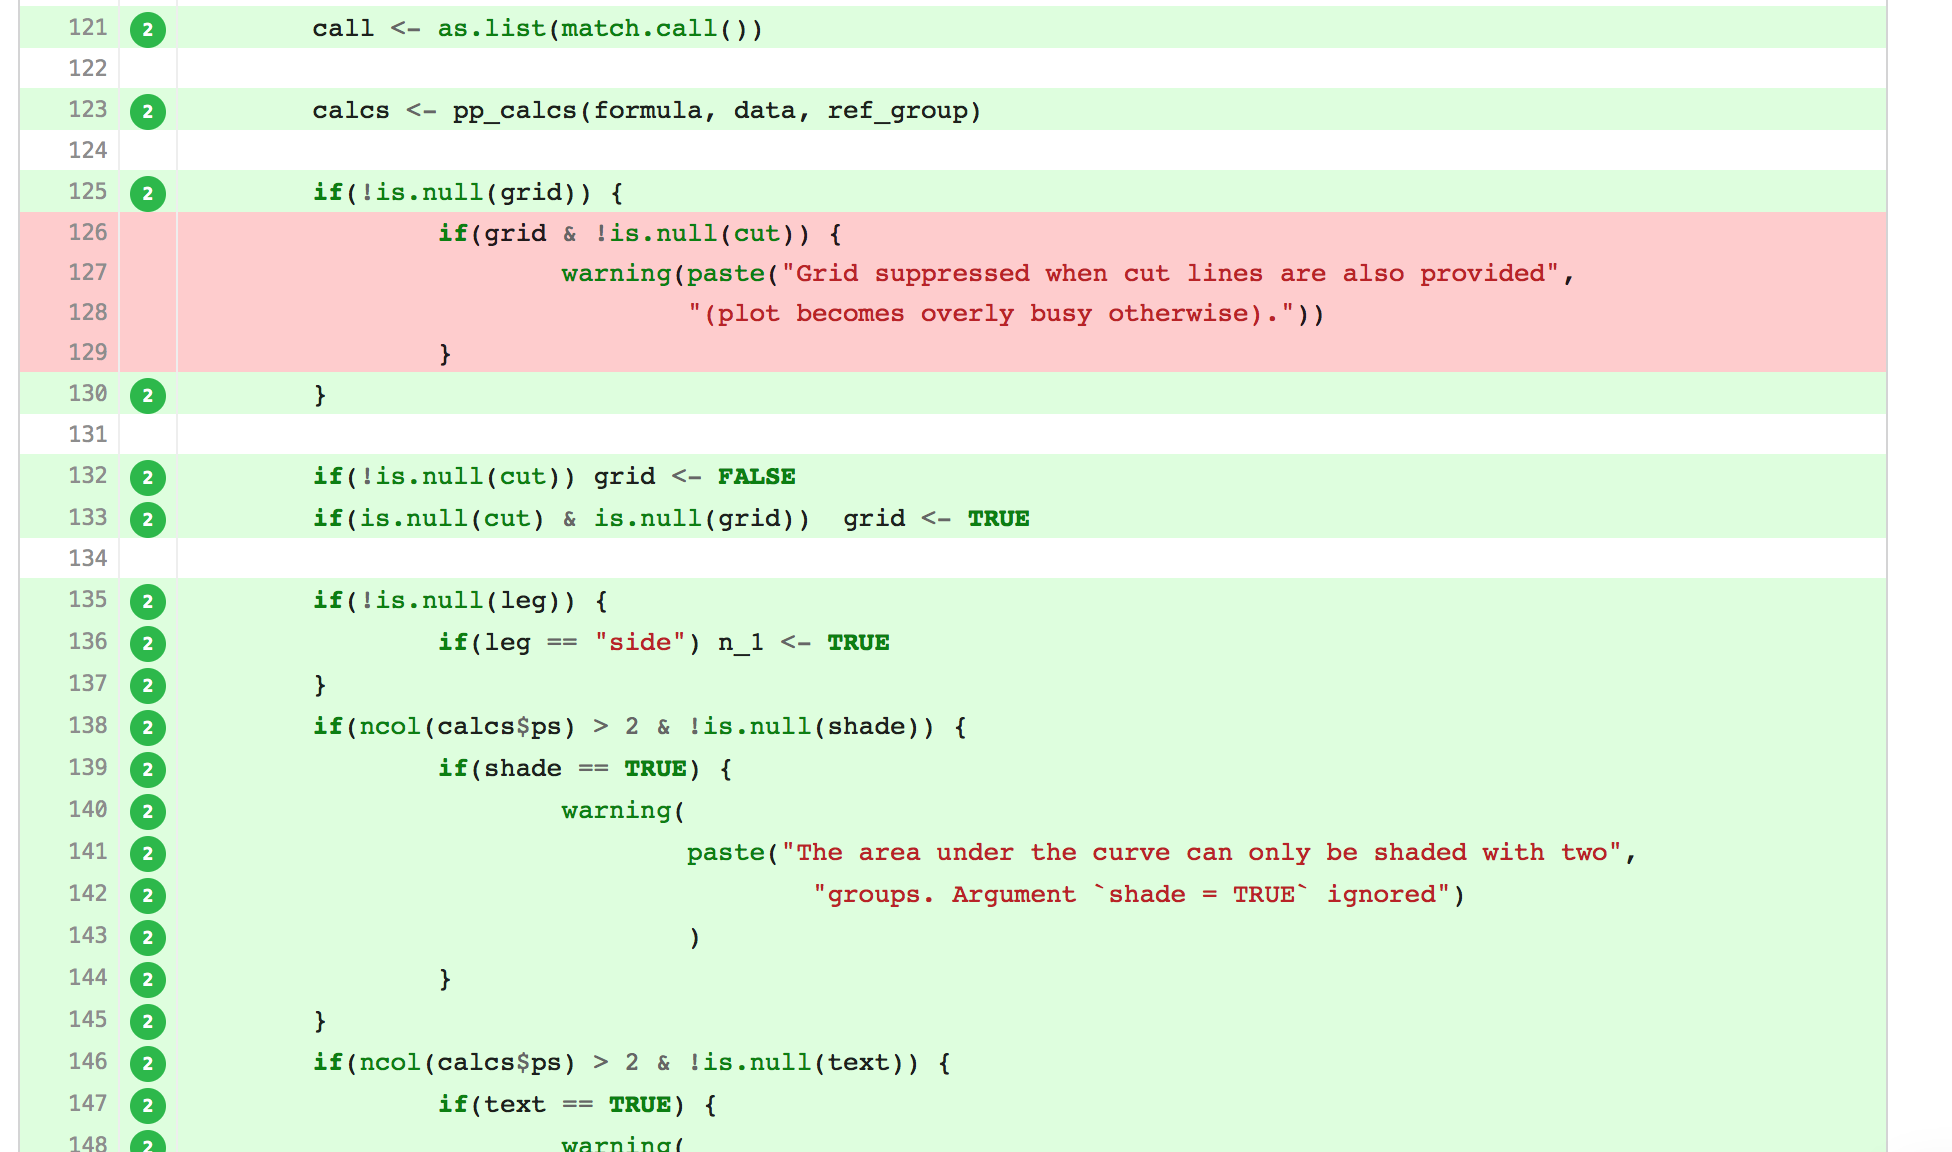 121 2 call <- as.list(match.call())
122
123 2 calcs <- pp_calcs(formula, data, ref_group)
124
125 2 if(!is.null(grid)) {
126 if(grid & !is.null(cut)) {
127 warning(paste("Grid suppressed when cut lines are also provided",
128 "(plot becomes overly busy otherwise)."))
129 }
130 2 }
131
132 2 if(!is.null(cut)) grid <- FALSE
133 2 if(is.null(cut) & is.null(grid))  grid <- TRUE
134
135 2 if(!is.null(leg)) {
136 2 if(leg == "side") n_1 <- TRUE
137 2 }
138 2 if(ncol(calcs$ps) > 2 & !is.null(shade)) {
139 2 if(shade == TRUE) {
140 2 warning(
141 2 paste("The area under the curve can only be shaded with two",
142 2 "groups. Argument `shade = TRUE` ignored")
143 2 )
144 2 }
145 2 }
146 2 if(ncol(calcs$ps) > 2 & !is.null(text)) {
147 2 if(text == TRUE) {
148 2 warning(